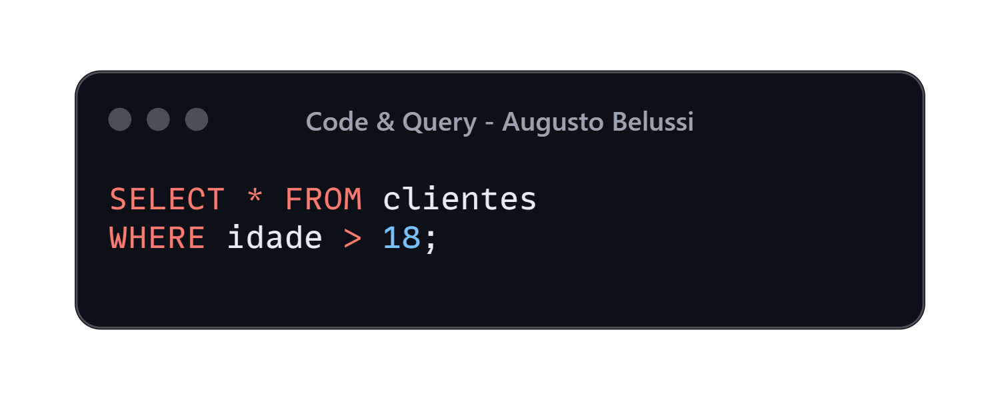 Code & Query - Augusto Belussi
SELECT * FROM clientes
WHERE idade > 18;